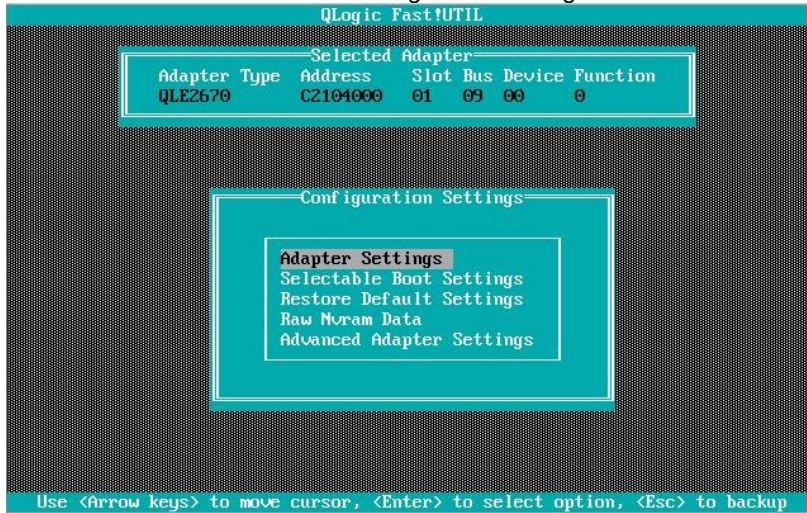 QLogic Fast!UTIL
Selected Adapter
Adapter Type Address Slot Bus Device Function
QLE2670 C2104000 01 09 00 0
Configuration Settings
Adapter Settings
Selectable Boot Settings
Restore Default Settings
Raw Nvram Data
Advanced Adapter Settings
Use <Arrow keys> to move cursor, <Enter> to select option, <Esc> to backup